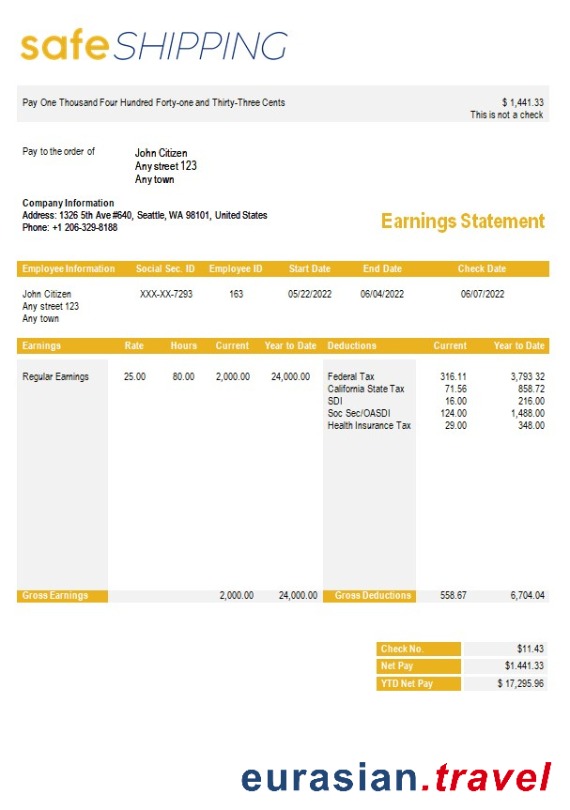 safeSHIPPING
Pay One Thousand Four Hundred Forty-one and Thirty-Three Cents $ 1,441.33
This is not a check
Pay to the order of John Citizen
Any street 123
Any town
Company Information
Address: 1326 5th Ave #640, Seattle, WA 98101, United States
Phone: +1 206-329-8188
Earnings Statement
Employee Information Social Sec. ID Employee ID Start Date End Date Check Date
John Citizen XXX-XX-7293 163 05/22/2022 06/04/2022 06/07/2022
Any street 123
Any town
Earnings Rate Hours Current Year to Date Deductions Current Year to Date
Regular Earnings 25.00 80.00 2,000.00 24,000.00 Federal Tax 316.11 3,793.32
California State Tax 71.56 858.72
SDI 16.00 216.00
Soc Sec/OASDI 124.00 1,488.00
Health Insurance Tax 29.00 348.00
Gross Earnings 2,000.00 24,000.00 Gross Deductions 558.67 6,704.04
Check No. $11.43
Net Pay $1.441.33
YTD Net Pay $ 17,295.96
eurasian.travel